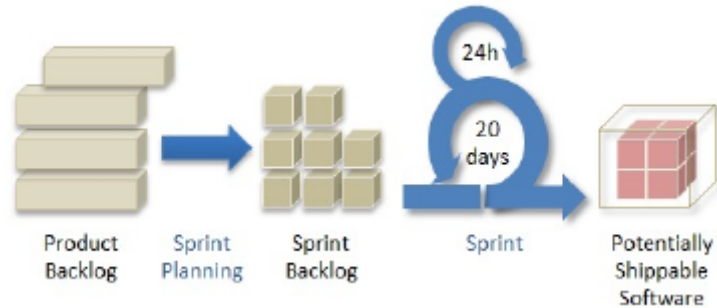 24h
20
days
Product
Backlog
Sprint
Planning
Sprint
Backlog
Sprint
Potentially
Shippable
Software